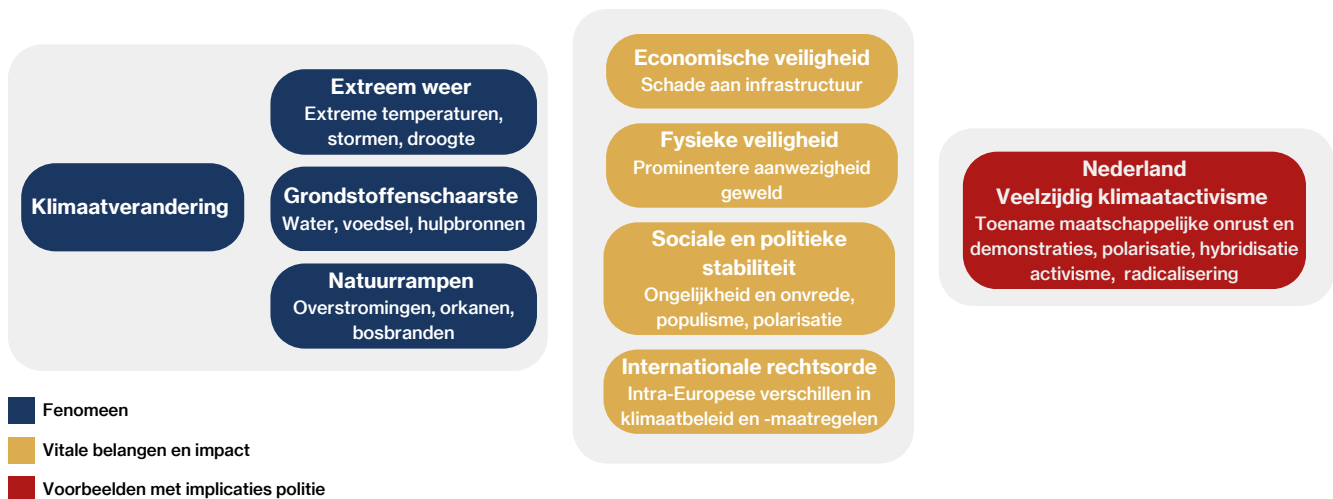 Klimaatverandering
Extreem weer
Extreme temperaturen,
stormen, droogte
Grondstoffenschaarste
Water, voedsel, hulpbronnen
Natuurrampen
Overstromingen, orkanen,
bosbranden
Economische veiligheid
Schade aan infrastructuur
Fysieke veiligheid
Prominentere aanwezigheid
geweld
Sociale en politieke
stabiliteit
Ongelijkheid en onvrede,
populisme, polarisatie
Internationale rechtsorde
Intra-Europese verschillen in
klimaatbeleid en -maatregelen
Nederland
Veelzijdig klimaatactivisme
Toename maatschappelijke onrust en
demonstraties, polarisatie, hybridisatie
activisme, radicalisering
Fenomeen
Vitale belangen en impact
Voorbeelden met implicaties politie